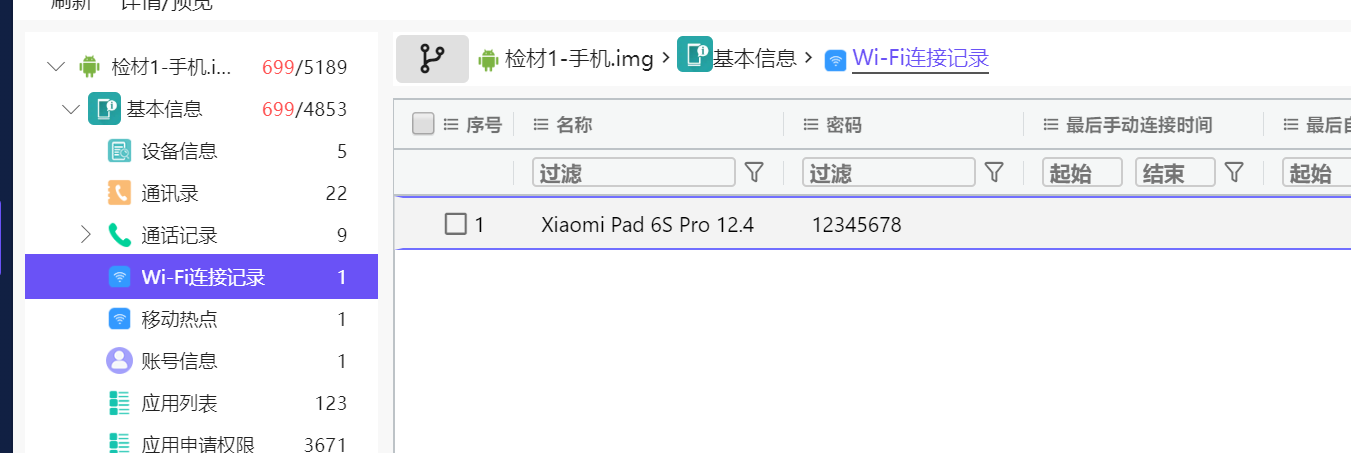 刷新 详情/预览
检材1-手机.i... 699/5189
基本信息 699/4853
设备信息 5
通讯录 22
通话记录 9
Wi-Fi连接记录 1
移动热点 1
账号信息 1
应用列表 123
应用申请权限 3671
检材1-手机.img > 基本信息 > Wi-Fi连接记录
序号 名称 密码 最后手动连接时间 最后
过滤 过滤 起始 结束 起始
1 Xiaomi Pad 6S Pro 12.4 12345678